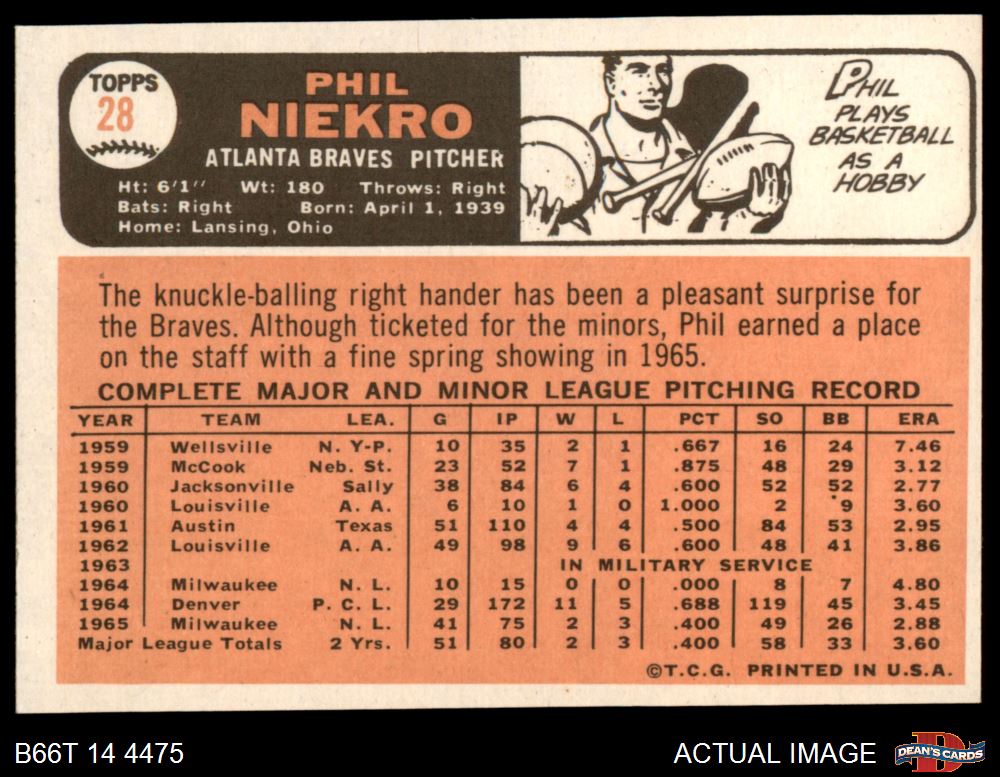 TOPPS
28
PHIL
NIEKRO
ATLANTA BRAVES PITCHER
Ht: 6'1" Wt: 180 Throws: Right
Bats: Right Born: April 1, 1939
Home: Lansing, Ohio
PHIL
PLAYS
BASKETBALL
AS A
HOBBY
The knuckle-balling right hander has been a pleasant surprise for
the Braves. Although ticketed for the minors, Phil earned a place
on the staff with a fine spring showing in 1965.
COMPLETE MAJOR AND MINOR LEAGUE PITCHING RECORD
YEAR TEAM LEA. G IP W L PCT SO BB ERA
1959 Wellsville N. Y-P. 10 35 2 1 .667 16 24 7.46
1959 McCook Neb. St. 23 52 7 1 .875 48 29 3.12
1960 Jacksonville Sally 38 84 6 4 .600 52 52 2.77
1960 Louisville A. A. 6 10 1 0 1.000 2 9 3.60
1961 Austin Texas 51 110 4 4 .500 84 53 2.95
1962 Louisville A. A. 49 98 9 6 .600 48 41 3.86
1963 IN MILITARY SERVICE
1964 Milwaukee N. L. 10 15 0 0 .000 8 7 4.80
1964 Denver P. C. L. 29 172 11 5 .688 119 45 3.45
1965 Milwaukee N. L. 41 75 2 3 .400 49 26 2.88
Major League Totals 2 Yrs. 51 80 2 3 .400 58 33 3.60
©T.C.G. PRINTED IN U.S.A.
B66T 14 4475
ACTUAL IMAGE
D
DEAN'S CARDS